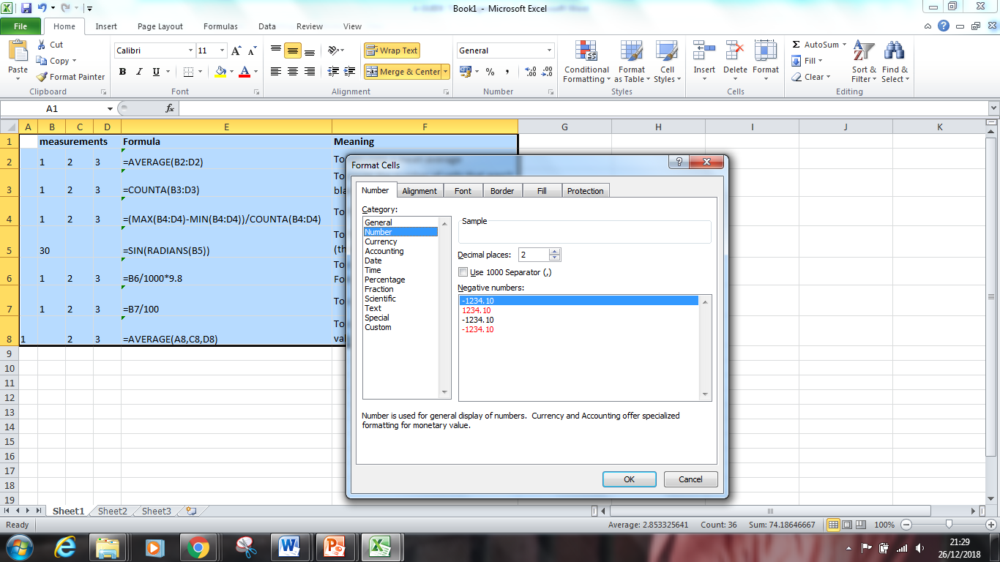 Book1 - Microsoft Excel
File Home Insert Page Layout Formulas Data Review View
Paste
Cut
Copy
Format Painter
Clipboard
Calibri 11
B I U
Font
Wrap Text
Merge & Center
Alignment
General
% ,
Number
Conditional Formatting
Format as Table
Cell Styles
Styles
Insert
Delete
Format
Cells
AutoSum
Fill
Clear
Sort & Filter
Find & Select
Editing
A1 fx
A B C D E F G H I J K
1 measurements Formula Meaning
2 1 2 3 =AVERAGE(B2:D2) To
3 1 2 3 =COUNTA(B3:D3) To
4 1 2 3 =(MAX(B4:D4)-MIN(B4:D4))/COUNTA(B4:D4) To
5 30 =SIN(RADIANS(B5)) To
6 1 2 3 =B6/1000*9.8 To
7 1 2 3 =B7/100 To
8 1 2 3 =AVERAGE(A8,C8,D8) To
9
10
11
12
13
14
15
16
17
18
19
Format Cells
Number Alignment Font Border Fill Protection
Category:
General
Number
Currency
Accounting
Date
Time
Percentage
Fraction
Scientific
Text
Special
Custom
Sample
Decimal places: 2
Use 1000 Separator (,)
Negative numbers:
-1234.10
1234.10
-1234.10
-1234.10
Number is used for general display of numbers. Currency and Accounting offer specialized
formatting for monetary value.
OK Cancel
Sheet1 Sheet2 Sheet3
Ready Average: 2.853325641 Count: 36 Sum: 74.18646667 100%
21:29
26/12/2018